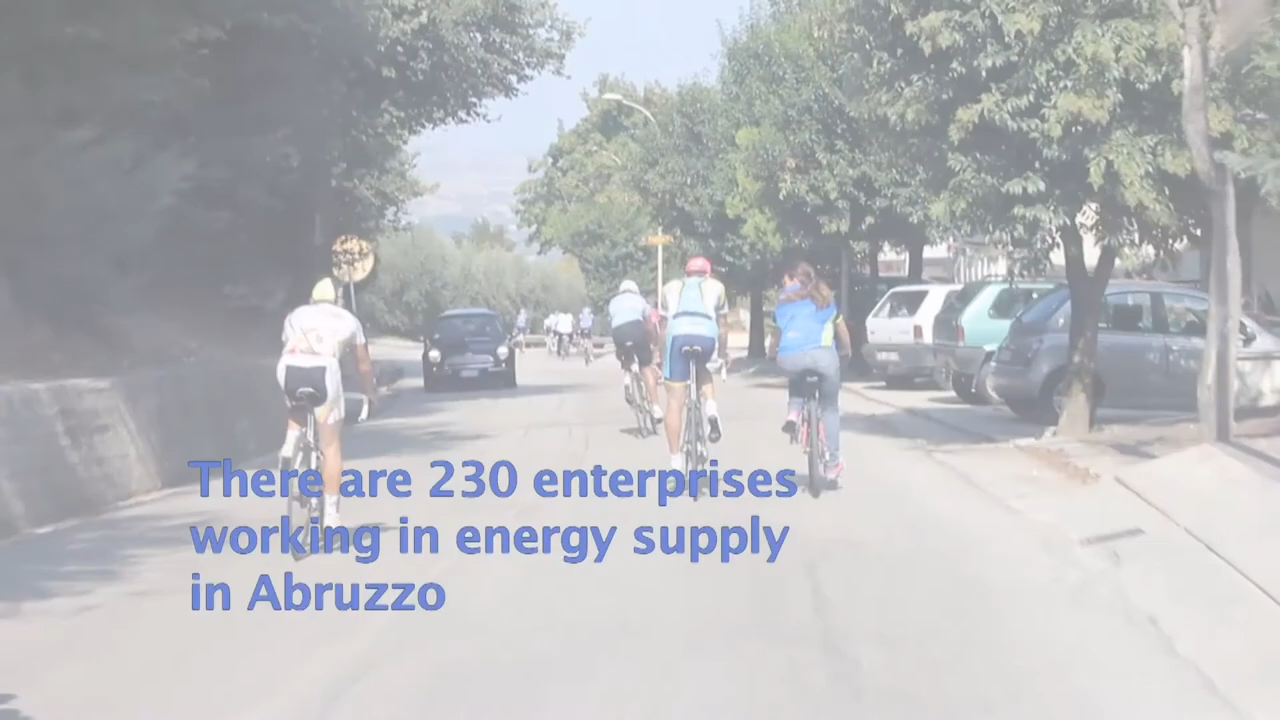 There are 230 enterprises
working in energy supply
in Abruzzo